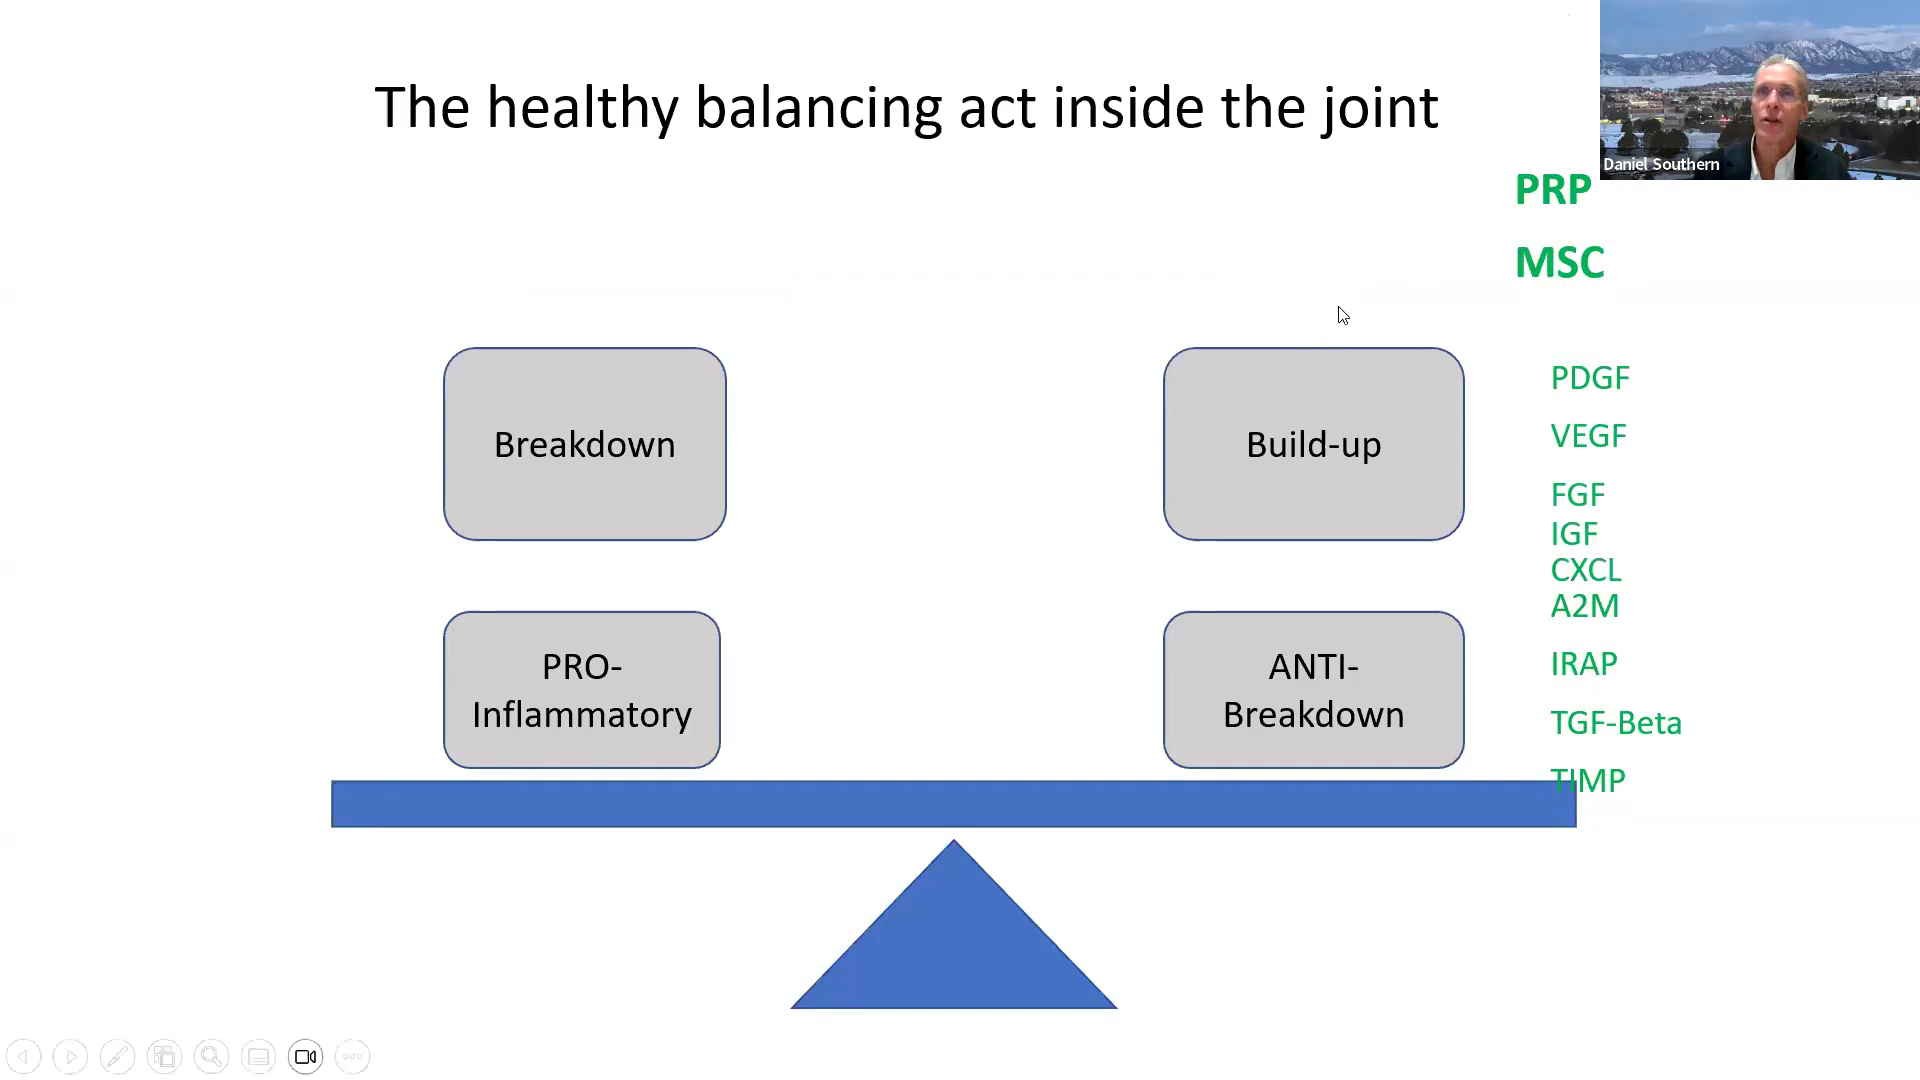 The healthy balancing act inside the joint
Daniel Southern
PRP
MSC
Breakdown
Build-up
PRO-
Inflammatory
ANTI-
Breakdown
PDGF
VEGF
FGF
IGF
CXCL
A2M
IRAP
TGF-Beta
TIMP